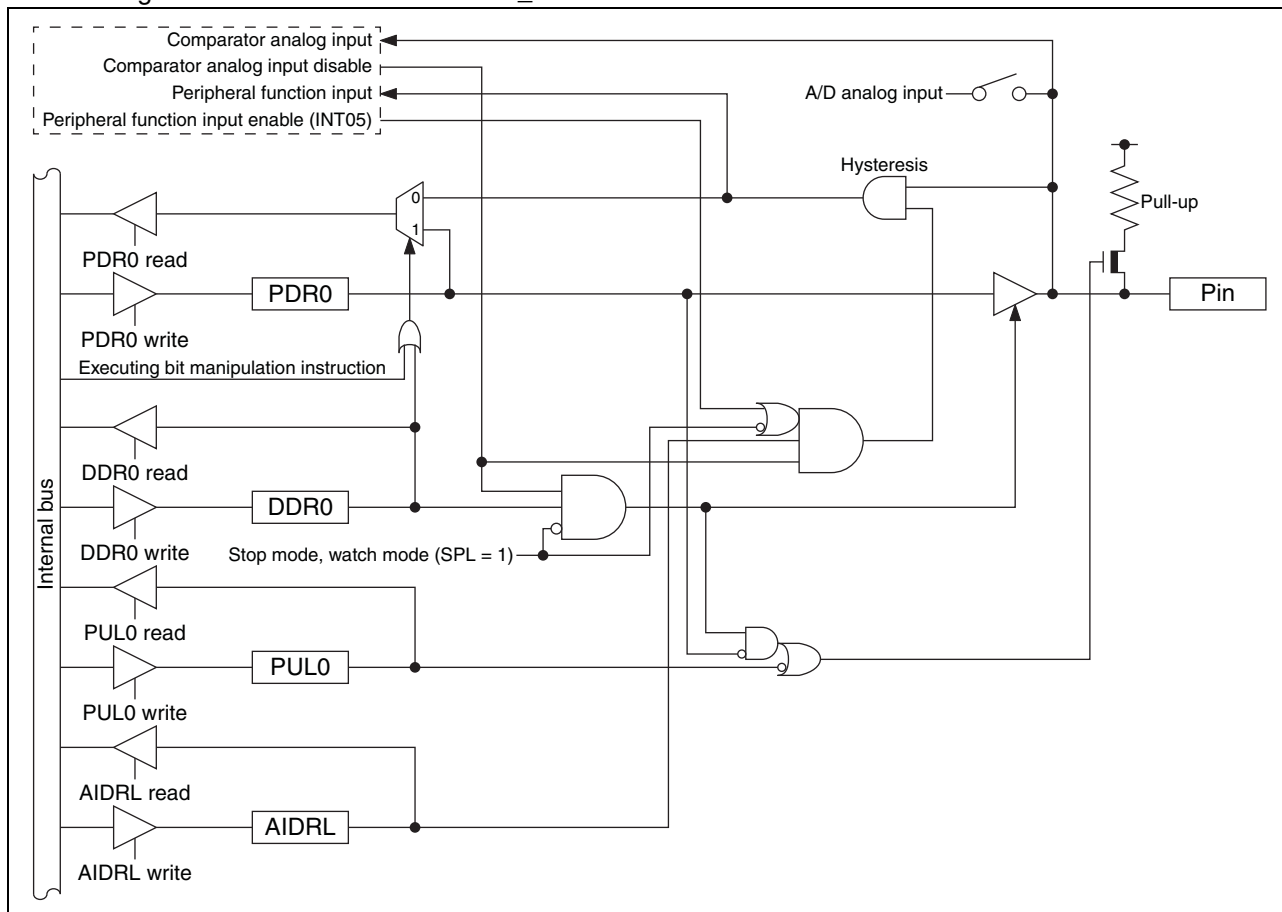 Comparator analog input
Comparator analog input disable
Peripheral function input
A/D analog input
Peripheral function input enable (INT05)
Hysteresis
0
Pull-up
1
PDR0 read
PDR0
Pin
PDR0 write
Executing bit manipulation instruction
DDR0 read
DDR0
DDR0 write
Stop mode, watch mode (SPL = 1)
Internal bus
PUL0 read
PUL0
PUL0 write
AIDRL read
AIDRL
AIDRL write